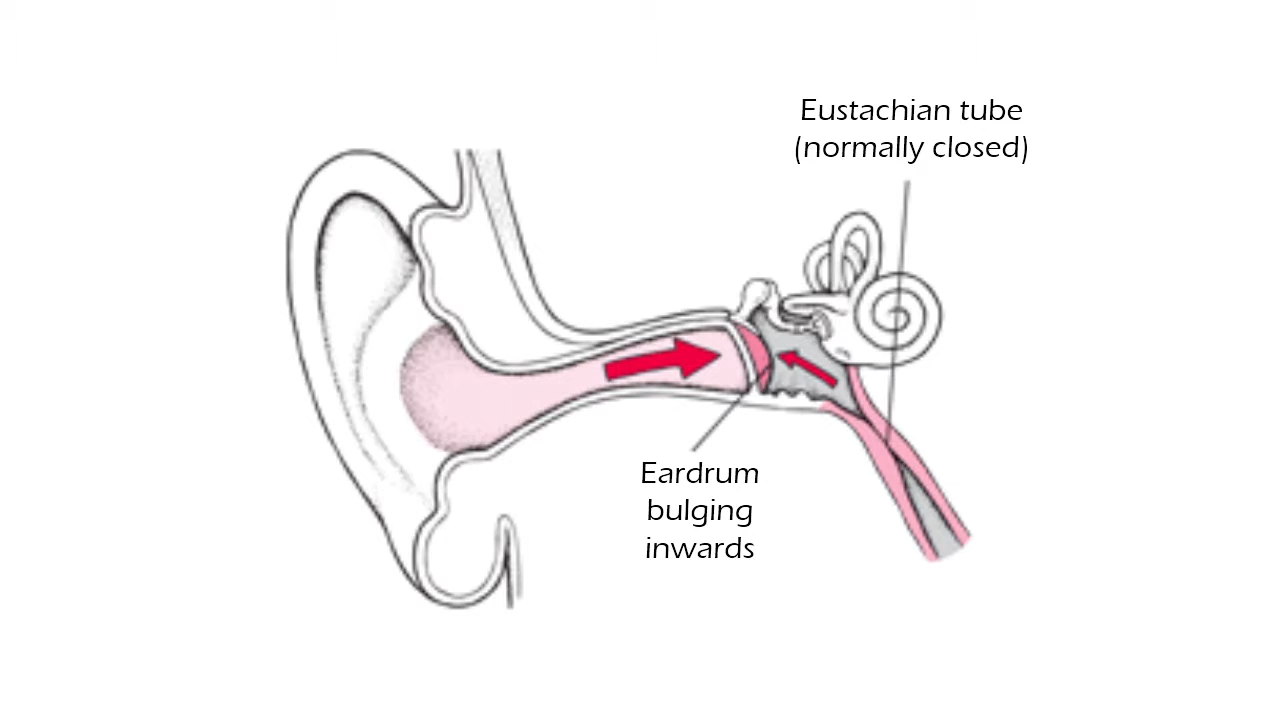 Eustachian tube
(normally closed)
Eardrum
bulging
inwards